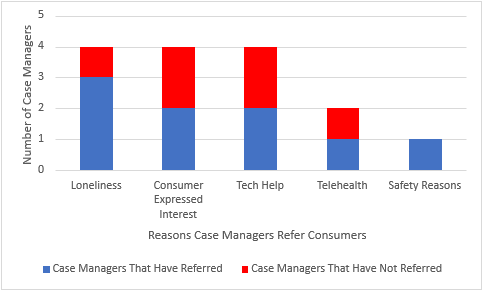 5
4
3
2
1
0
Number of Case Managers
Loneliness
Consumer
Expressed
Interest
Tech Help
Telehealth
Safety Reasons
Reasons Case Managers Refer Consumers
Case Managers That Have Referred
Case Managers That Have Not Referred